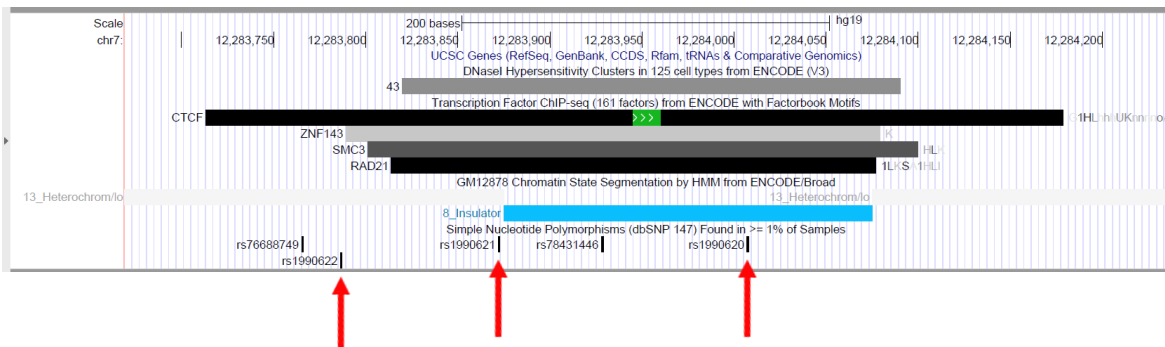 Scale 200 bases hg19
chr7: 12,283,750 12,283,800 12,283,850 12,283,900 12,283,950 12,284,000 12,284,050 12,284,100 12,284,150 12,284,200
UCSC Genes (RefSeq, GenBank, CCDS, Rfam, tRNAs & Comparative Genomics)
DNaseI Hypersensitivity Clusters in 125 cell types from ENCODE (V3)
43
Transcription Factor ChIP-seq (161 factors) from ENCODE with Factorbook Motifs
CTCF
ZNF143 K
SMC3
RAD21
GM12878 Chromatin State Segmentation by HMM from ENCODE/Broad
13_Heterochrom/lo 13_Heterochrom/lo
8_Insulator
Simple Nucleotide Polymorphisms (dbSNP 147) Found in >= 1% of Samples
rs76688749 rs1990621 rs78431446 rs1990620
rs1990622